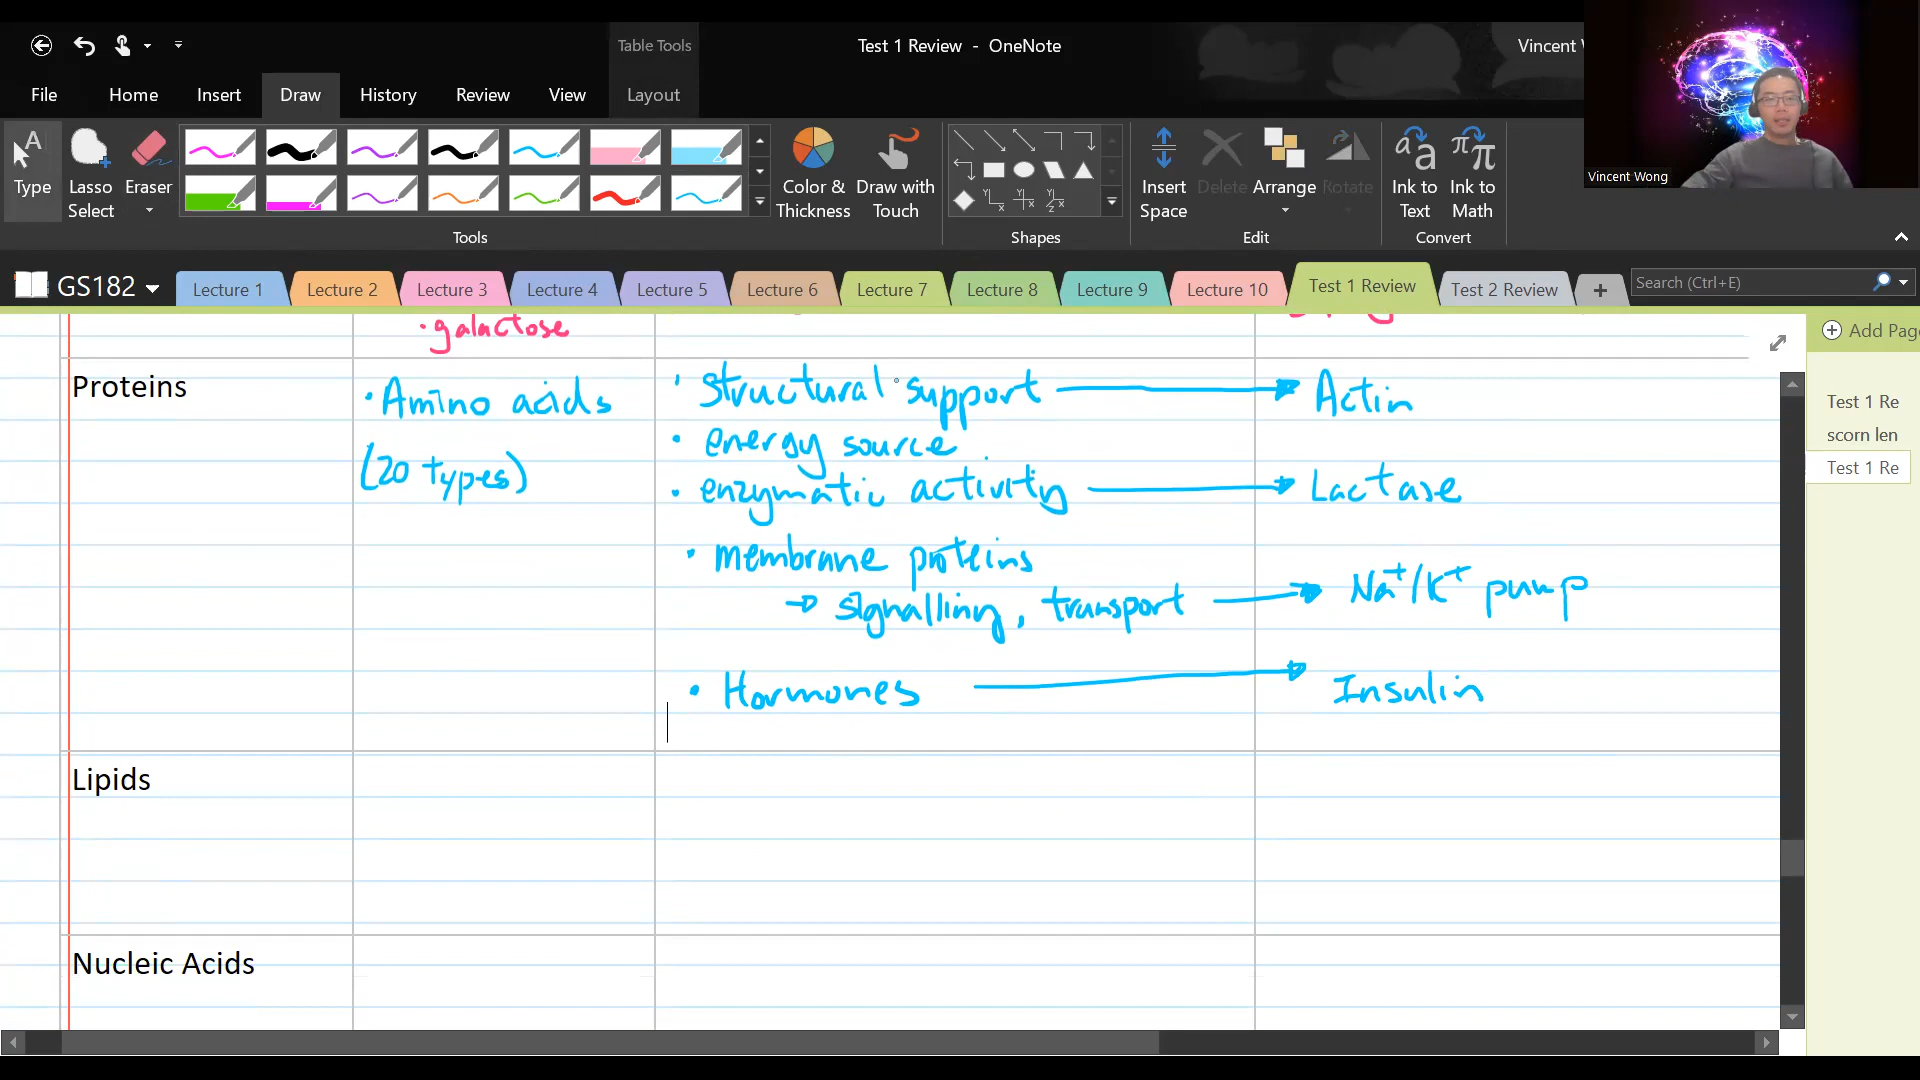 Table Tools
Test 1 Review - OneNote
Vincent W
File
Home
Insert
Draw
History
Review
View
Layout
Type
Lasso Select
Eraser
Color & Thickness
Draw with Touch
Insert Space
Delete
Arrange
Rotate
Ink to Text
Ink to Math
Tools
Shapes
Edit
Convert
Vincent Wong
GS182
Lecture 1
Lecture 2
Lecture 3
Lecture 4
Lecture 5
Lecture 6
Lecture 7
Lecture 8
Lecture 9
Lecture 10
Test 1 Review
Test 2 Review
Search (Ctrl+E)
Add Pag
Test 1 Re
scorn len
Test 1 Re
• galactose
Proteins
• Amino acids
(20 types)
• Structural support → Actin
• energy source
• enzymatic activity → Lactase
• membrane proteins
→ signalling, transport → Na⁺/K⁺ pump
• Hormones → Insulin
Lipids
Nucleic Acids